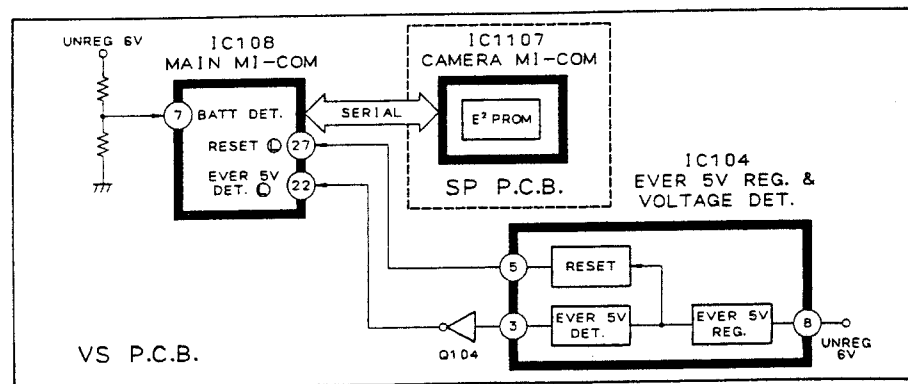 UNREG 6V
IC108
MAIN MI-COM
7
BATT DET.
RESET Ⓛ
27
EVER 5V
DET. Ⓛ
22
SERIAL
IC1107
CAMERA MI-COM
E² PROM
SP P.C.B.
IC104
EVER 5V REG. &
VOLTAGE DET.
5
RESET
3
EVER 5V
DET.
EVER 5V
REG.
8
UNREG
6V
Q104
VS P.C.B.